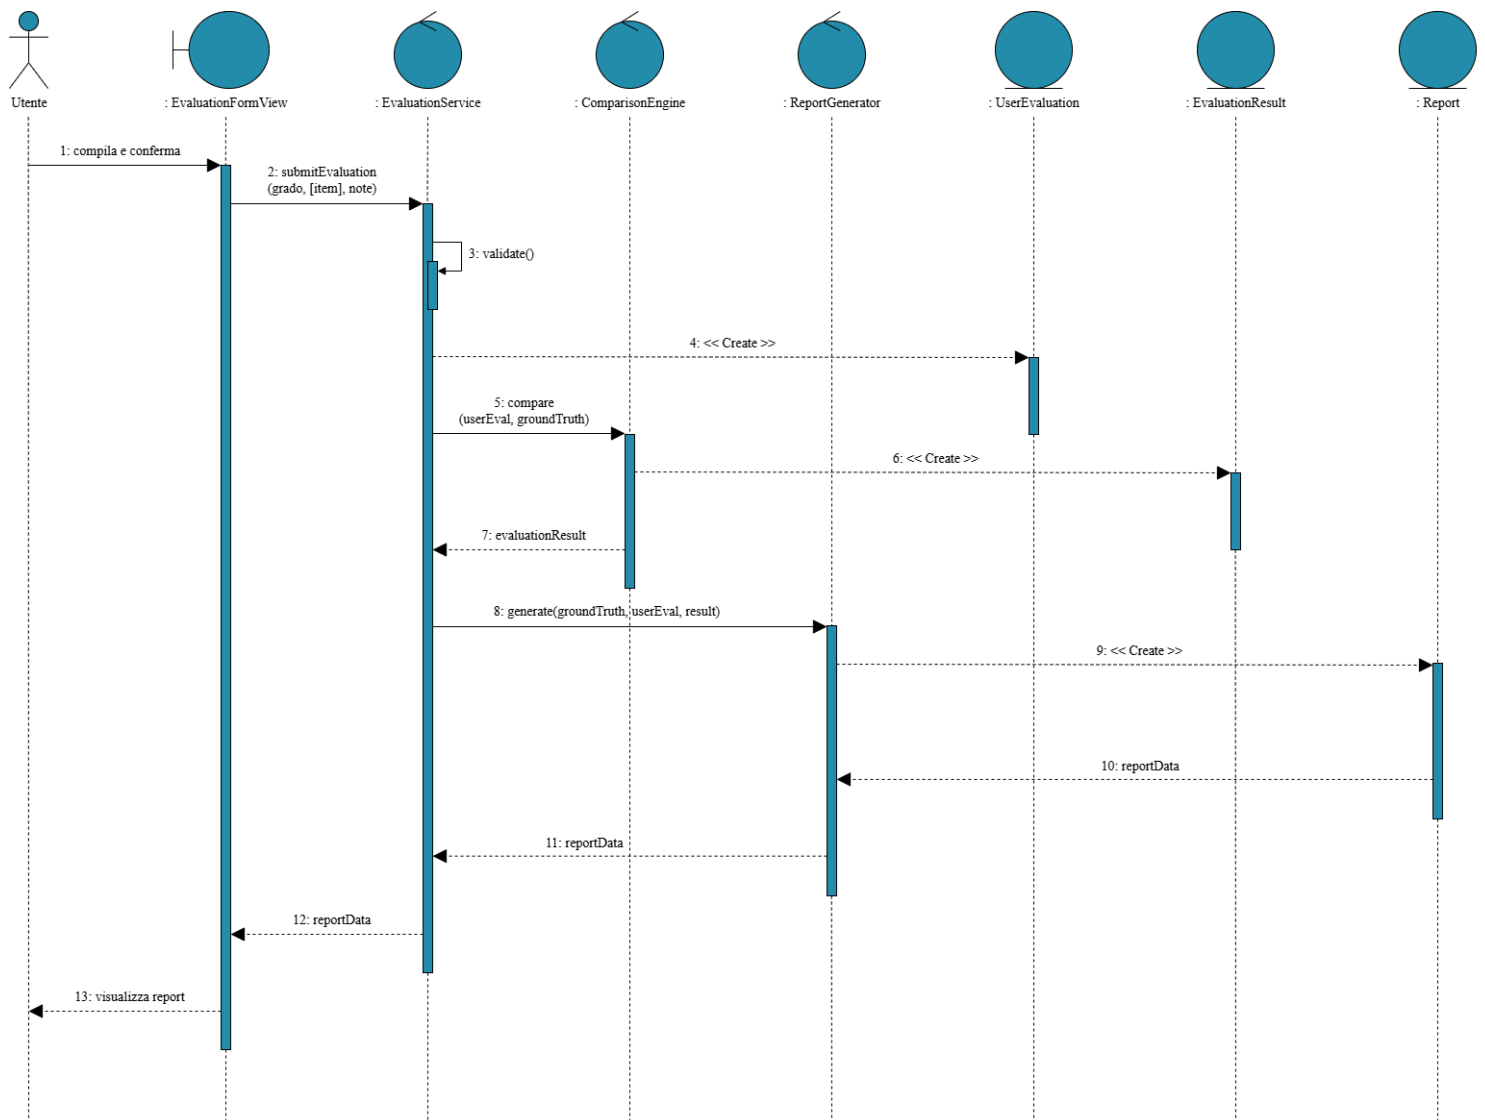 Utente
: EvaluationFormView
: EvaluationService
: ComparisonEngine
: ReportGenerator
: UserEvaluation
: EvaluationResult
: Report
1: compila e conferma
2: submitEvaluation
(grado, [item], note)
3: validate()
4: << Create >>
5: compare
(userEval, groundTruth)
6: << Create >>
7: evaluationResult
8: generate(groundTruth, userEval, result)
9: << Create >>
10: reportData
11: reportData
12: reportData
13: visualizza report